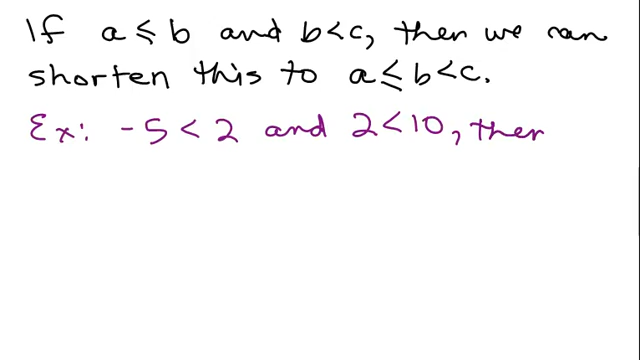 If a ≤ b and b < c, then we can
shorten this to a ≤ b < c.
Ex: -5 < 2 and 2 < 10, then